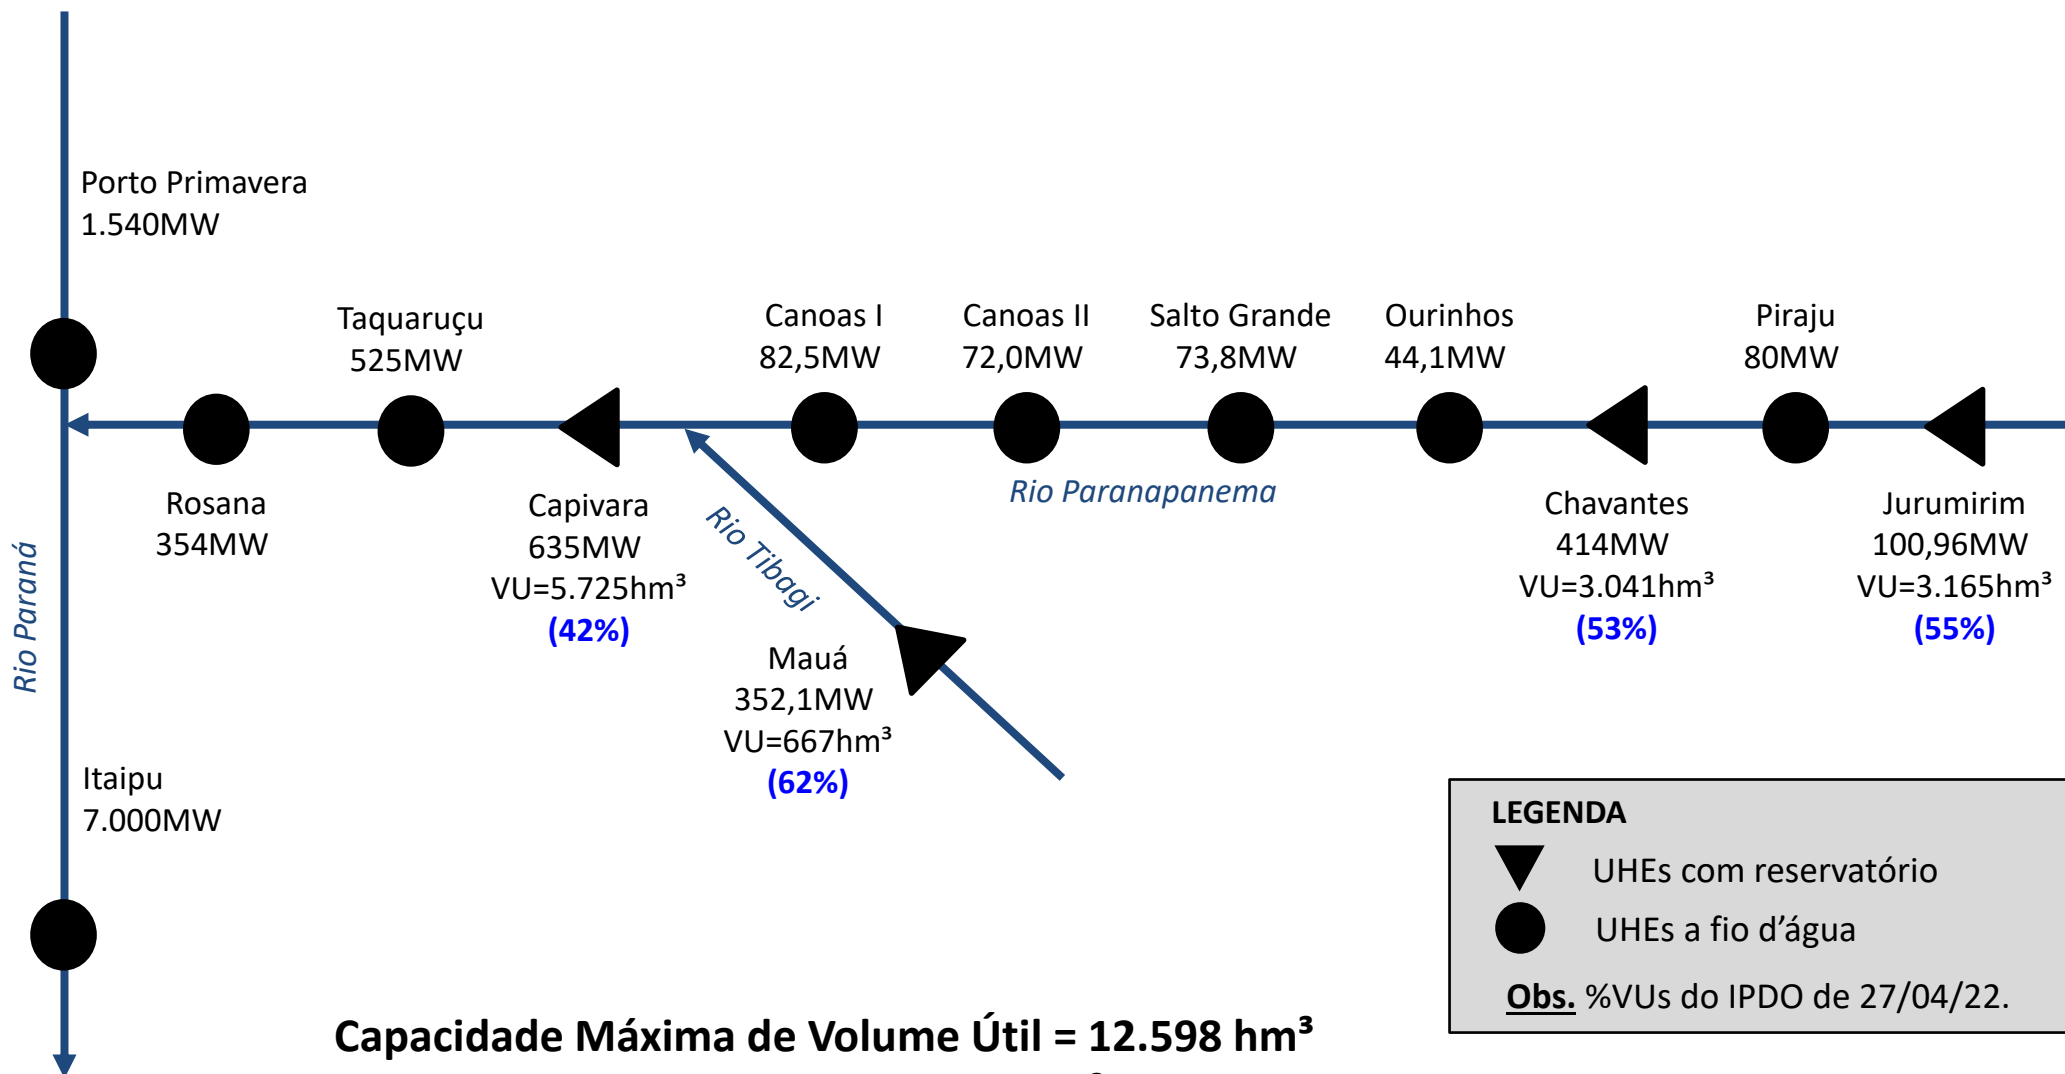 Porto Primavera
1.540MW
Taquaruçu
525MW
Canoas I
82,5MW
Canoas II
72,0MW
Salto Grande
73,8MW
Ourinhos
44,1MW
Piraju
80MW
Rio Paranapanema
Rosana
354MW
Capivara
635MW
VU=5.725hm³
(42%)
Rio Tibagi
Chavantes
414MW
VU=3.041hm³
(53%)
Jurumirim
100,96MW
VU=3.165hm³
(55%)
Rio Paraná
Mauá
352,1MW
VU=667hm³
(62%)
Itaipu
7.000MW
LEGENDA
UHEs com reservatório
UHEs a fio d’água
Obs. %VUs do IPDO de 27/04/22.
Capacidade Máxima de Volume Útil = 12.598 hm³